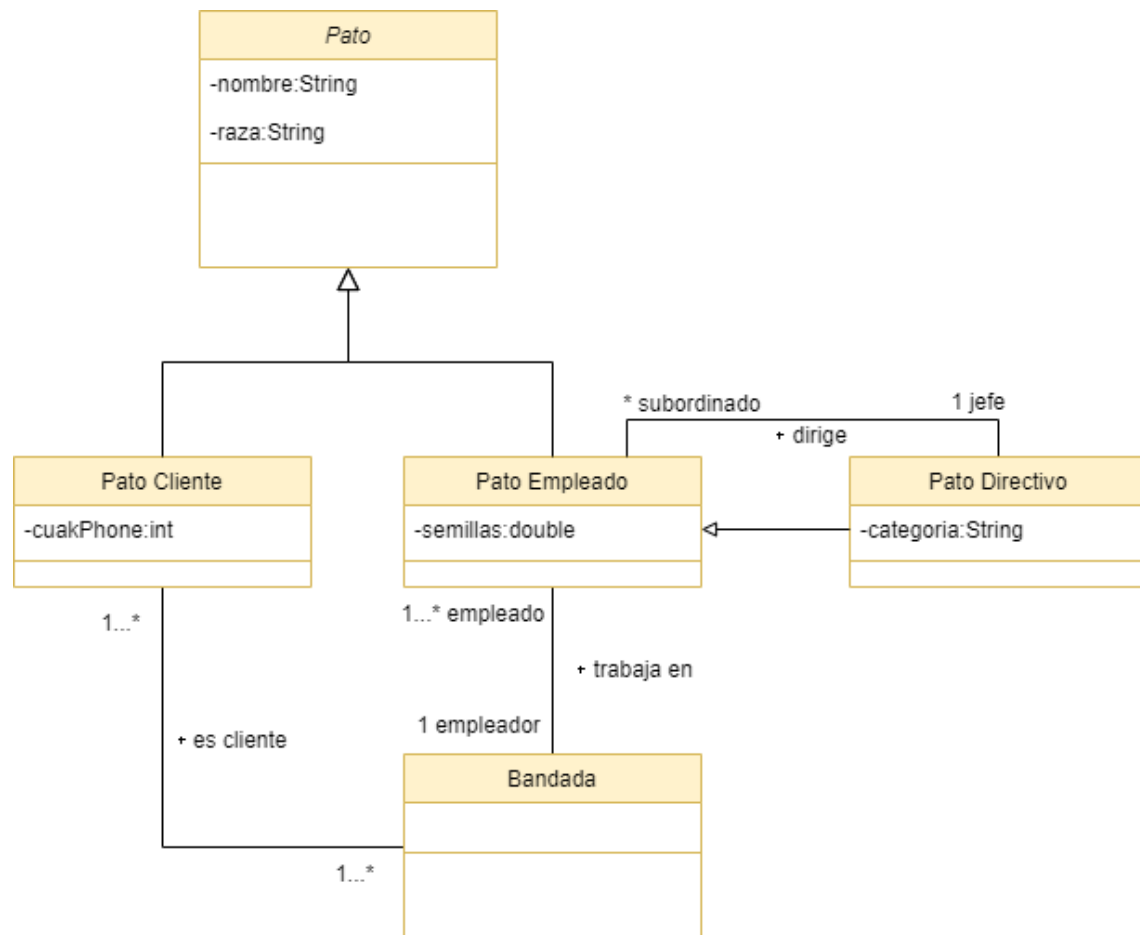 Pato
-nombre:String
-raza:String
* subordinado
1 jefe
+ dirige
Pato Cliente
-cuakPhone:int
Pato Empleado
-semillas:double
Pato Directivo
-categoria:String
1...*
1...* empleado
+ trabaja en
1 empleador
+ es cliente
Bandada
1...*